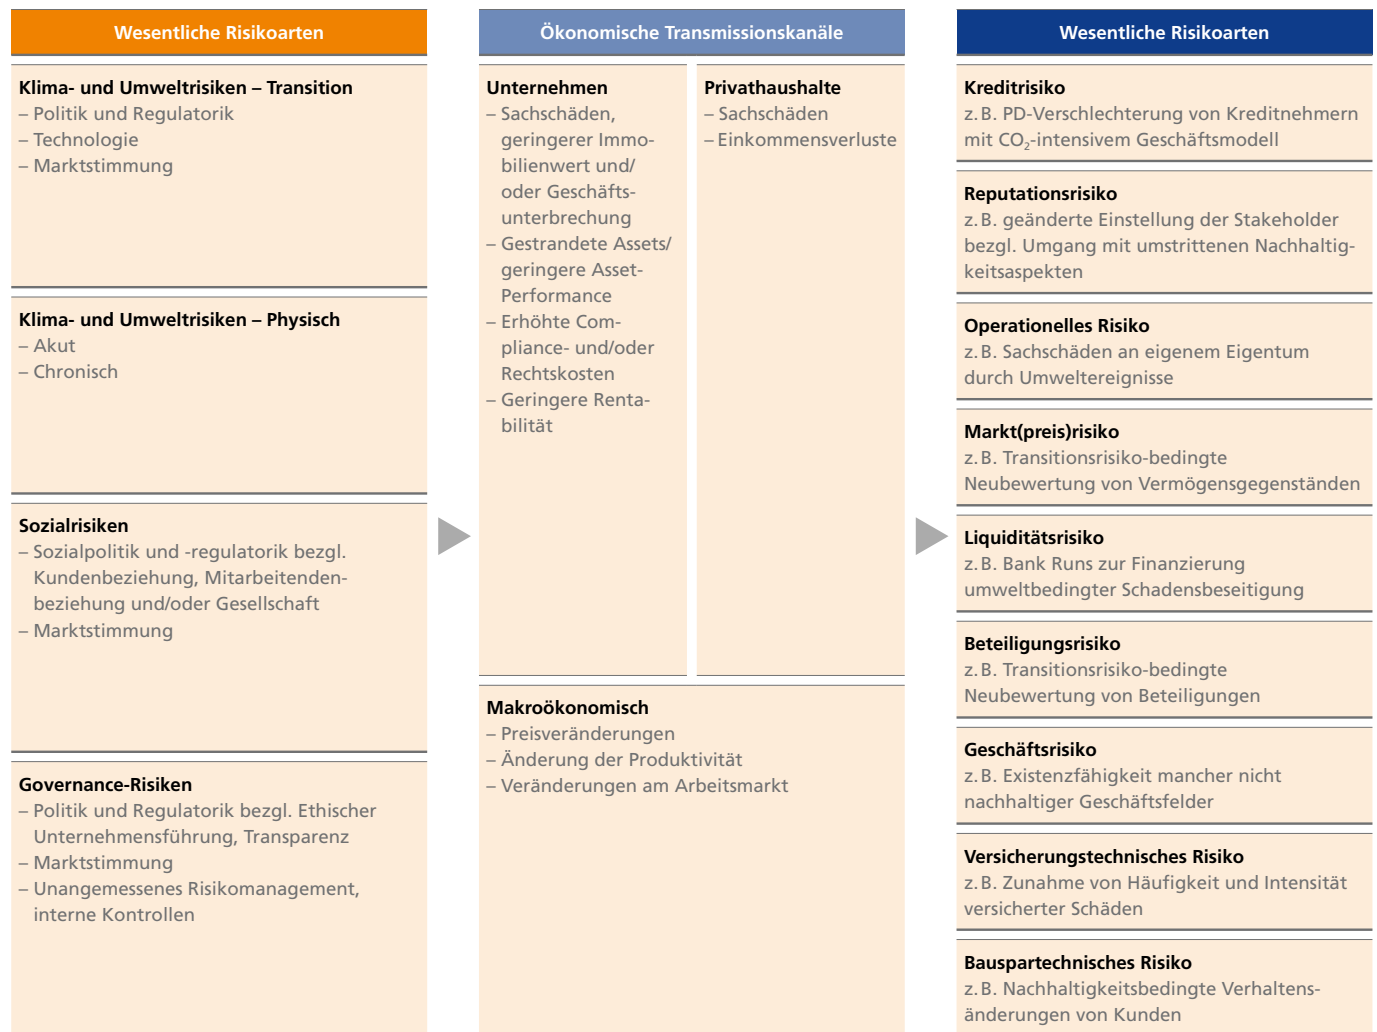 Wesentliche Risikoarten
Klima- und Umweltrisiken – Transition
– Politik und Regulatorik
– Technologie
– Marktstimmung
Klima- und Umweltrisiken – Physisch
– Akut
– Chronisch
Sozialrisiken
– Sozialpolitik und -regulatorik bezgl.
Kundenbeziehung, Mitarbeitenden-
beziehung und/oder Gesellschaft
– Marktstimmung
Governance-Risiken
– Politik und Regulatorik bezgl. Ethischer
Unternehmensführung, Transparenz
– Marktstimmung
– Unangemessenes Risikomanagement,
interne Kontrollen
Ökonomische Transmissionskanäle
Unternehmen
– Sachschäden,
geringerer Immo-
bilienwert und/
oder Geschäfts-
unterbrechung
– Gestrandete Assets/
geringere Asset-
Performance
– Erhöhte Com-
pliance- und/oder
Rechtskosten
– Geringere Renta-
bilität
Privathaushalte
– Sachschäden
– Einkommensverluste
Makroökonomisch
– Preisveränderungen
– Änderung der Produktivität
– Veränderungen am Arbeitsmarkt
Wesentliche Risikoarten
Kreditrisiko
z.B. PD-Verschlechterung von Kreditnehmern
mit CO₂-intensivem Geschäftsmodell
Reputationsrisiko
z.B. geänderte Einstellung der Stakeholder
bezgl. Umgang mit umstrittenen Nachhaltig-
keitsaspekten
Operationelles Risiko
z.B. Sachschäden an eigenem Eigentum
durch Umweltereignisse
Markt(preis)risiko
z.B. Transitionsrisiko-bedingte
Neubewertung von Vermögensgegenständen
Liquiditätsrisiko
z.B. Bank Runs zur Finanzierung
umweltbedingter Schadensbeseitigung
Beteiligungsrisiko
z.B. Transitionsrisiko-bedingte
Neubewertung von Beteiligungen
Geschäftsrisiko
z.B. Existenzfähigkeit mancher nicht
nachhaltiger Geschäftsfelder
Versicherungstechnisches Risiko
z.B. Zunahme von Häufigkeit und Intensität
versicherter Schäden
Bauspartechnisches Risiko
z.B. Nachhaltigkeitsbedingte Verhaltens-
änderungen von Kunden